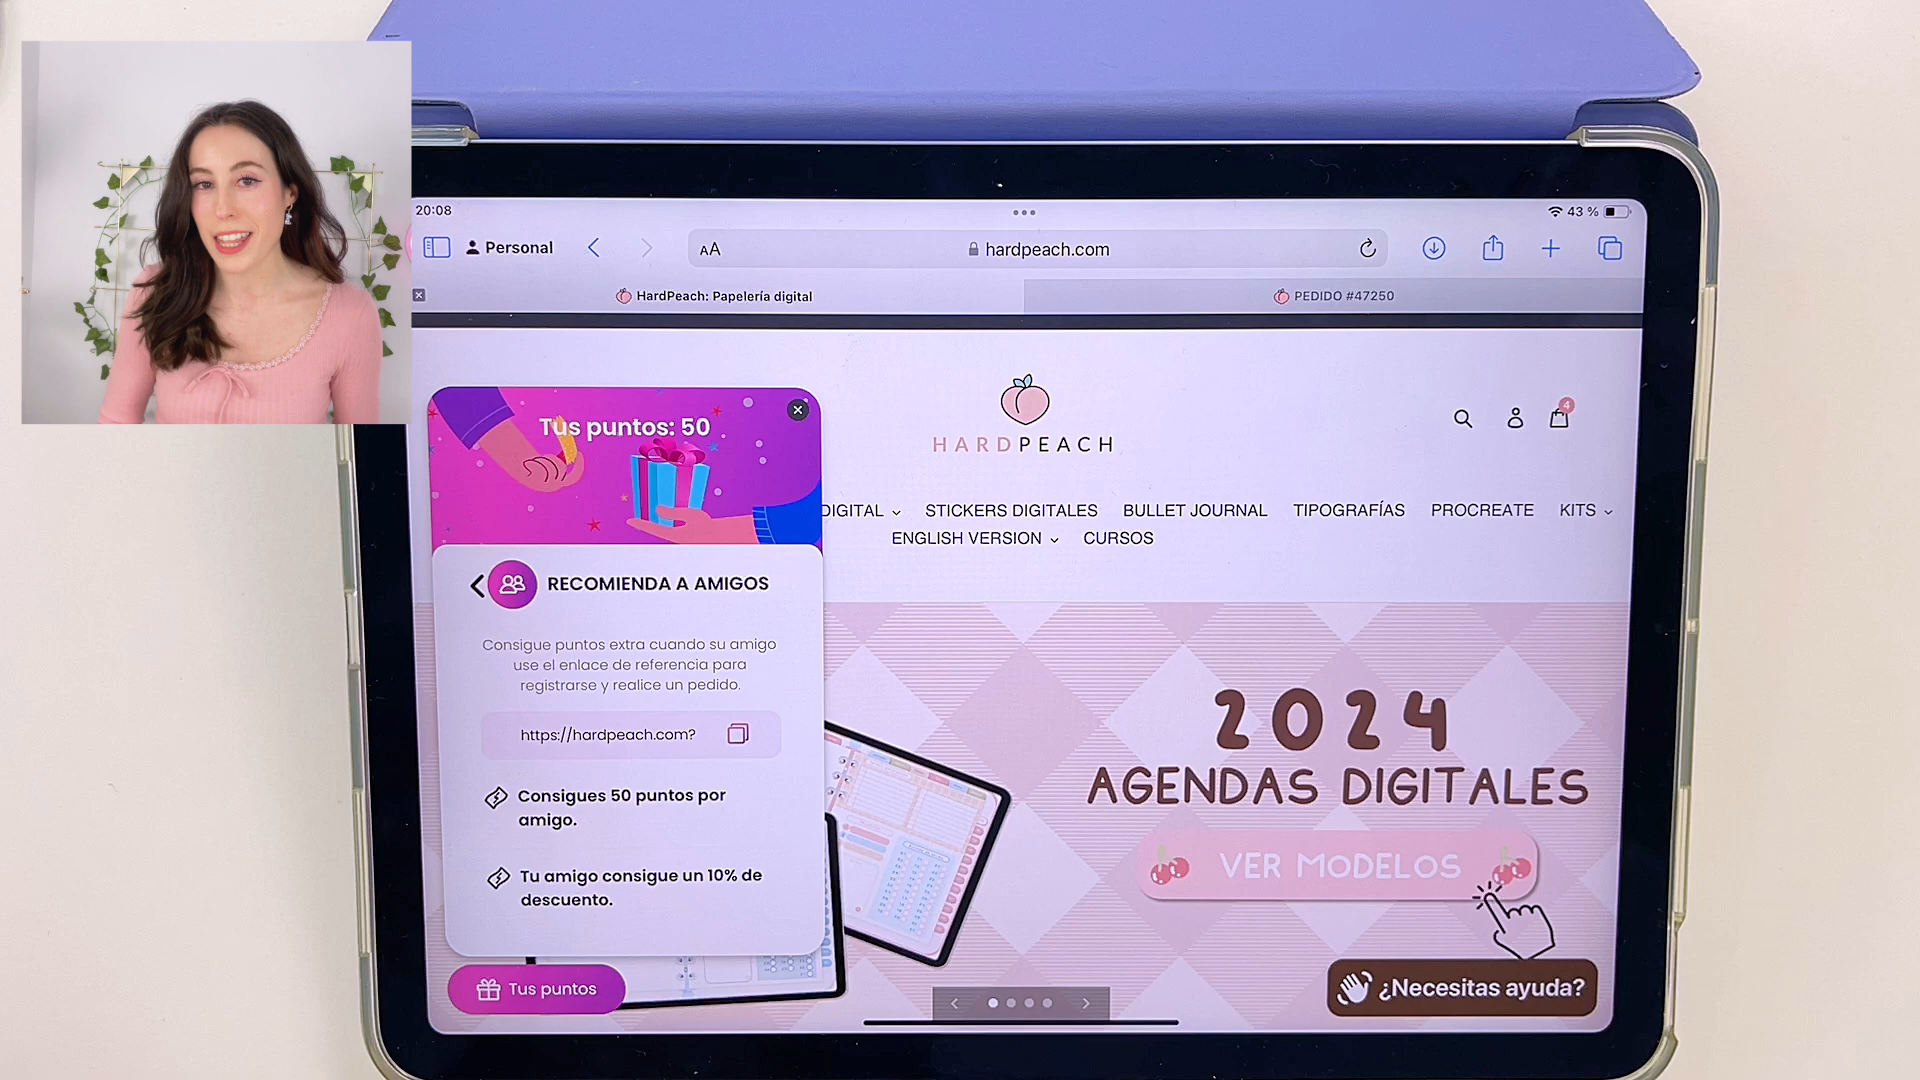 20:08
43 %
Personal
AA
hardpeach.com
HardPeach: Papelería digital
PEDIDO #47250
HARDPEACH
4
DIGITAL
STICKERS DIGITALES
BULLET JOURNAL
TIPOGRAFÍAS
PROCREATE
KITS
ENGLISH VERSION
CURSOS
Tus puntos: 50
RECOMIENDA A AMIGOS
Consigue puntos extra cuando su amigo
use el enlace de referencia para
registrarse y realice un pedido.
https://hardpeach.com?
Consigues 50 puntos por
amigo.
Tu amigo consigue un 10% de
descuento.
Tus puntos
2024
AGENDAS DIGITALES
VER MODELOS
¿Necesitas ayuda?